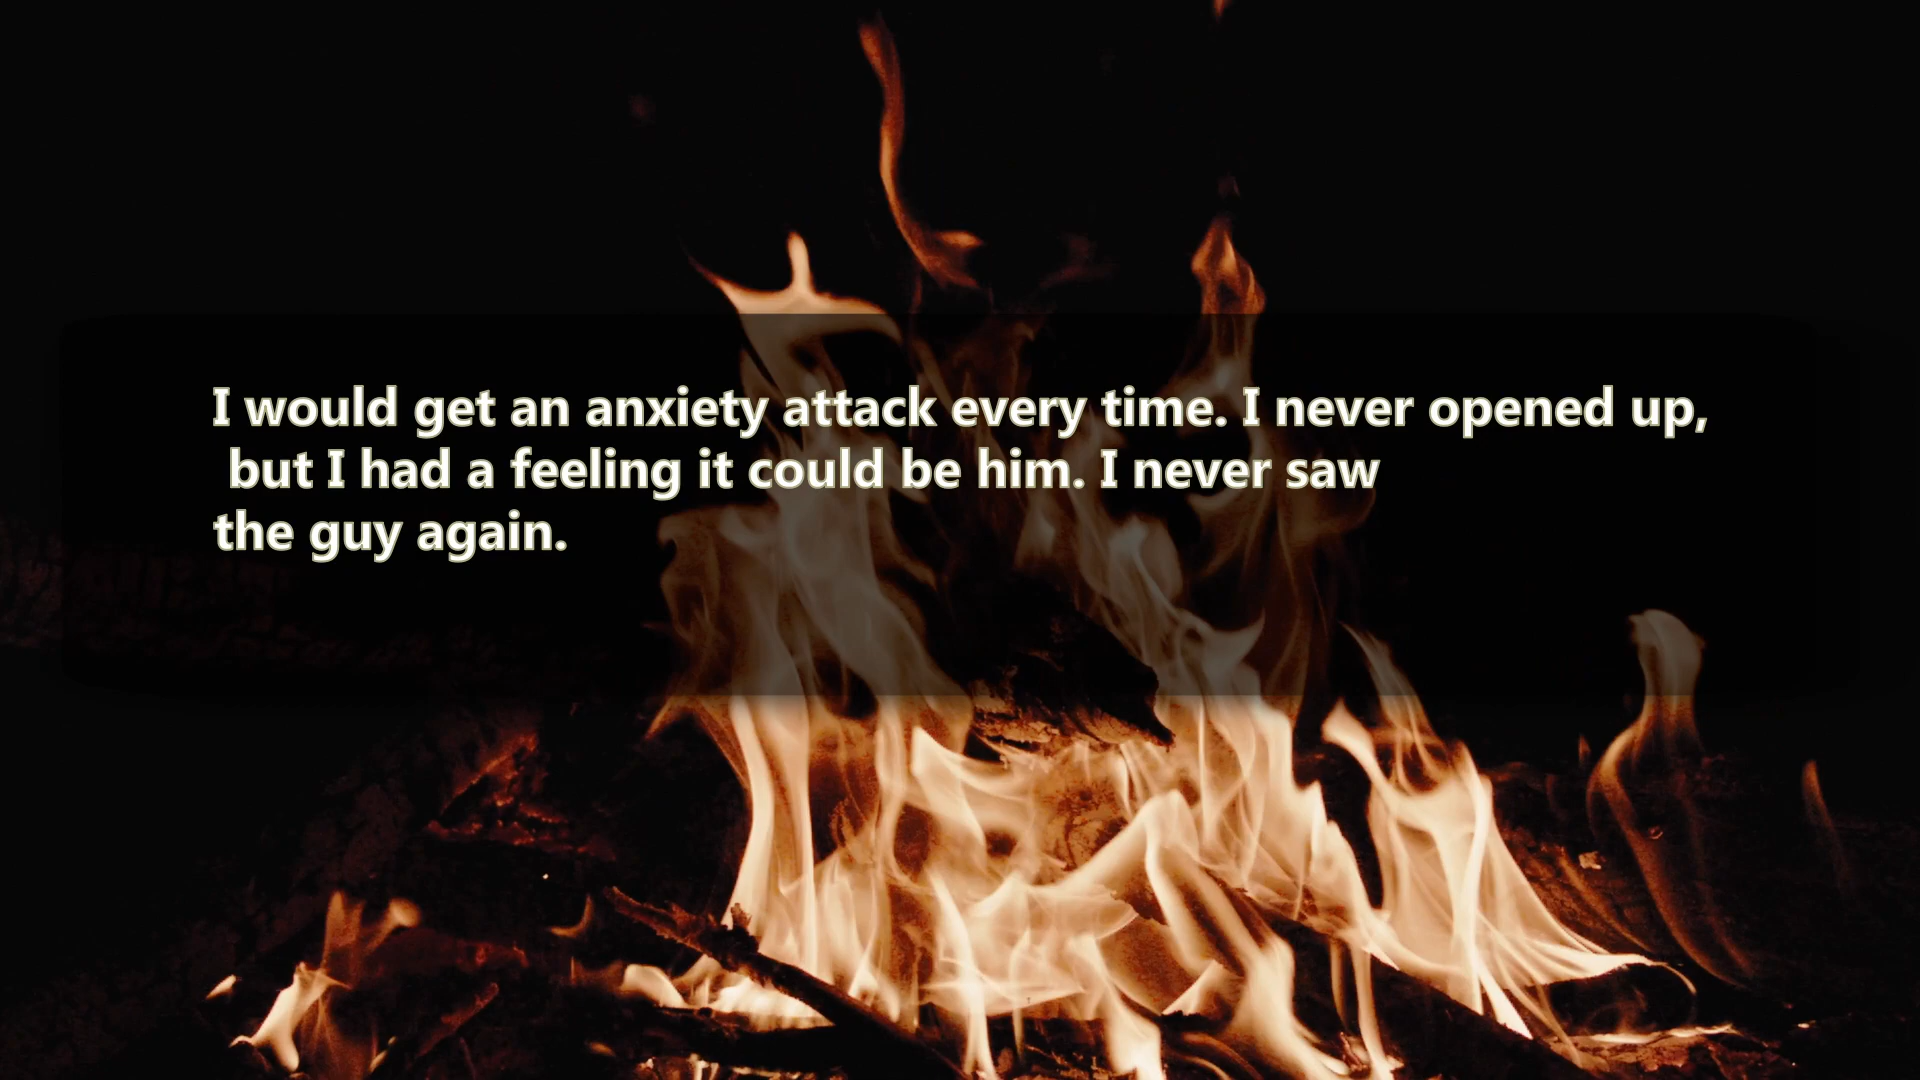 I would get an anxiety attack every time. I never opened up,
but I had a feeling it could be him. I never saw
the guy again.